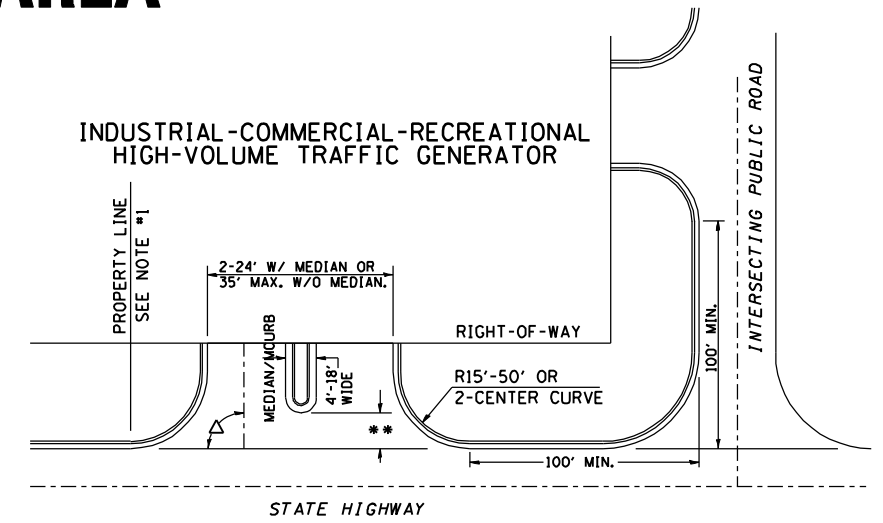 INDUSTRIAL-COMMERCIAL-RECREATIONAL
HIGH-VOLUME TRAFFIC GENERATOR
PROPERTY LINE
SEE NOTE #1
2-24' W/ MEDIAN OR
35' MAX. W/O MEDIAN.
MEDIAN/MOURB
4'-18'
WIDE
**
RIGHT-OF-WAY
R15'-50' OR
2-CENTER CURVE
100' MIN.
100' MIN.
INTERSECTING PUBLIC ROAD
STATE HIGHWAY